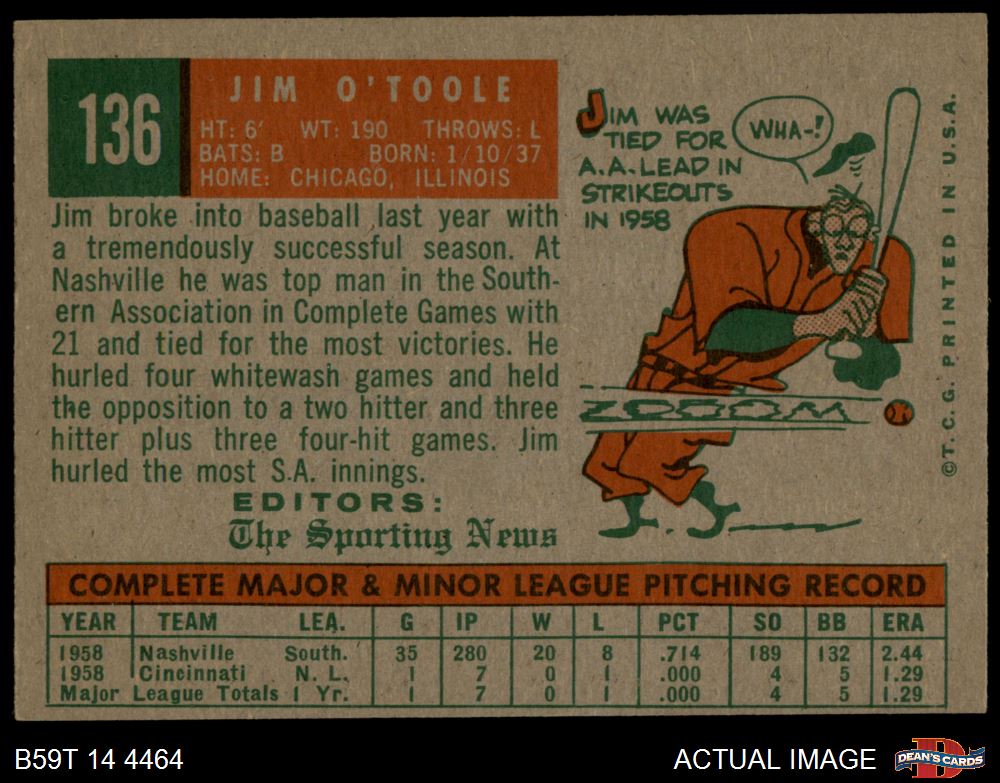 136
JIM O'TOOLE
HT: 6' WT: 190 THROWS: L
BATS: B BORN: 1/10/37
HOME: CHICAGO, ILLINOIS
Jim broke into baseball last year with
a tremendously successful season. At
Nashville he was top man in the South-
ern Association in Complete Games with
21 and tied for the most victories. He
hurled four whitewash games and held
the opposition to a two hitter and three
hitter plus three four-hit games. Jim
hurled the most S.A. innings.
EDITORS:
The Sporting News
JIM WAS
TIED FOR
A.A. LEAD IN
STRIKEOUTS
IN 1958
WHA-!
ZOOOOM
©T.C.G. PRINTED IN U.S.A.
COMPLETE MAJOR & MINOR LEAGUE PITCHING RECORD
YEAR TEAM LEA. G IP W L PCT SO BB ERA
1958 Nashville South. 35 280 20 8 .714 189 132 2.44
1958 Cincinnati N. L. 1 7 0 1 .000 4 5 1.29
Major League Totals 1 Yr. 1 7 0 1 .000 4 5 1.29
B59T 14 4464
ACTUAL IMAGE
D
DEAN'S CARDS